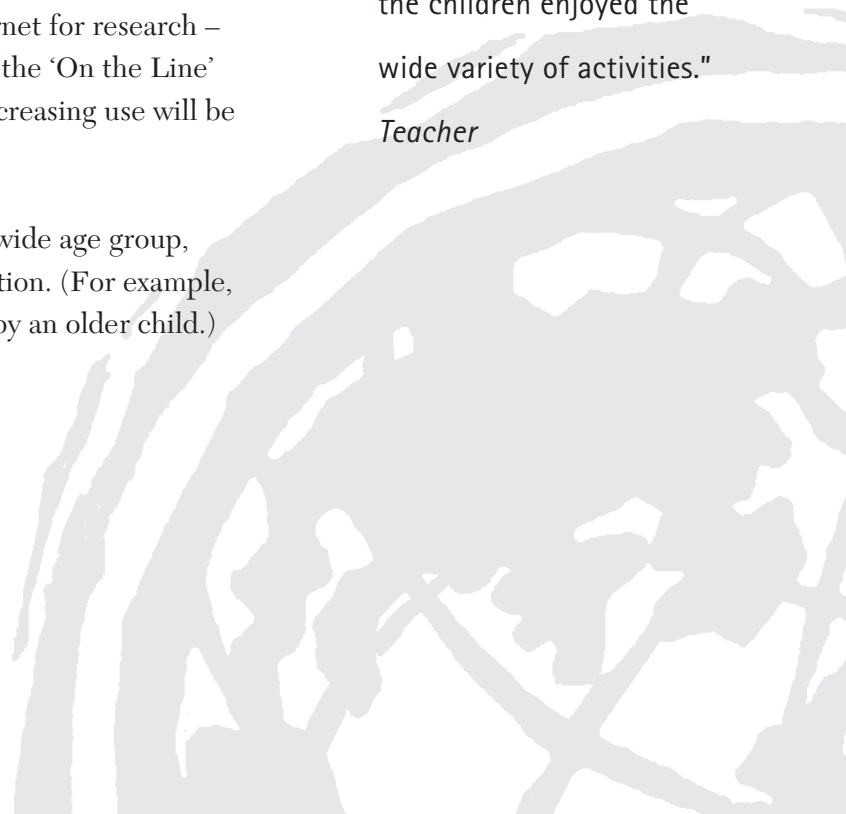 rnet for research –
the ‘On the Line’
creasing use will be
wide age group,
tion. (For example,
by an older child.)
the children enjoyed the
wide variety of activities.”
Teacher